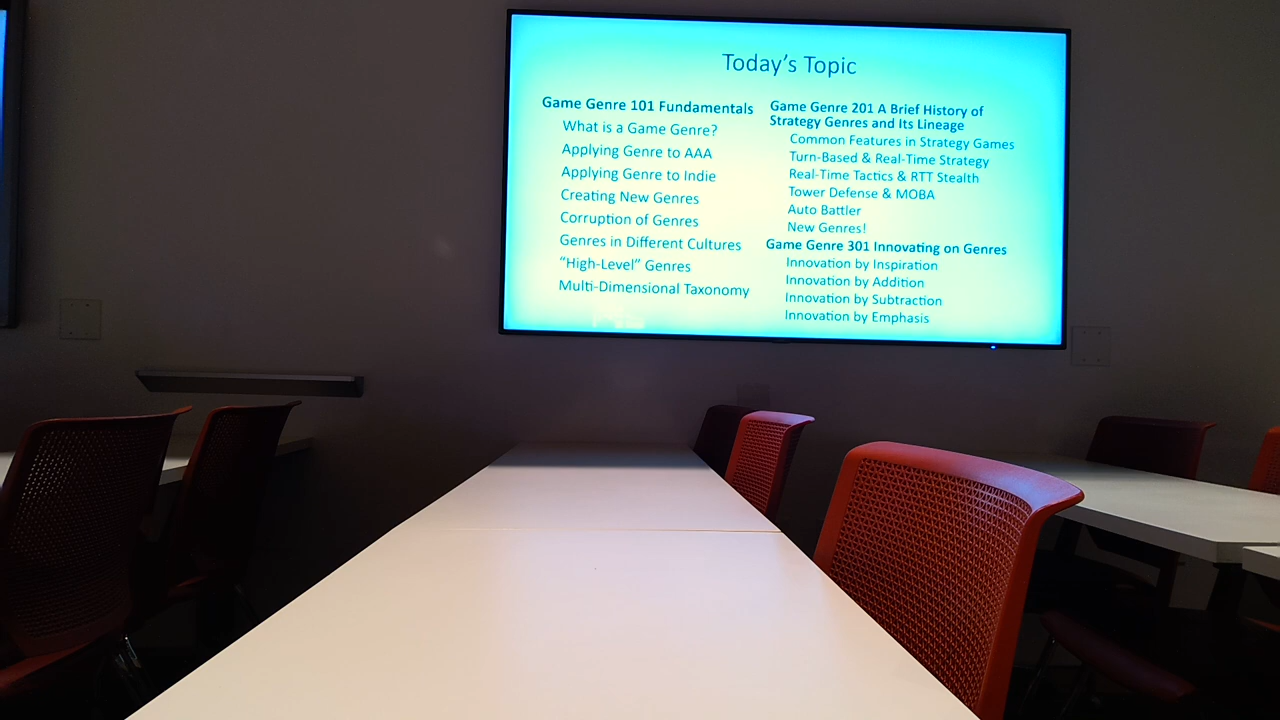 Today's Topic
Game Genre 101 Fundamentals
What is a Game Genre?
Applying Genre to AAA
Applying Genre to Indie
Creating New Genres
Corruption of Genres
Genres in Different Cultures
"High-Level" Genres
Multi-Dimensional Taxonomy
Game Genre 201 A Brief History of
Strategy Genres and Its Lineage
Common Features in Strategy Games
Turn-Based & Real-Time Strategy
Real-Time Tactics & RTT Stealth
Tower Defense & MOBA
Auto Battler
New Genres!
Game Genre 301 Innovating on Genres
Innovation by Inspiration
Innovation by Addition
Innovation by Subtraction
Innovation by Emphasis